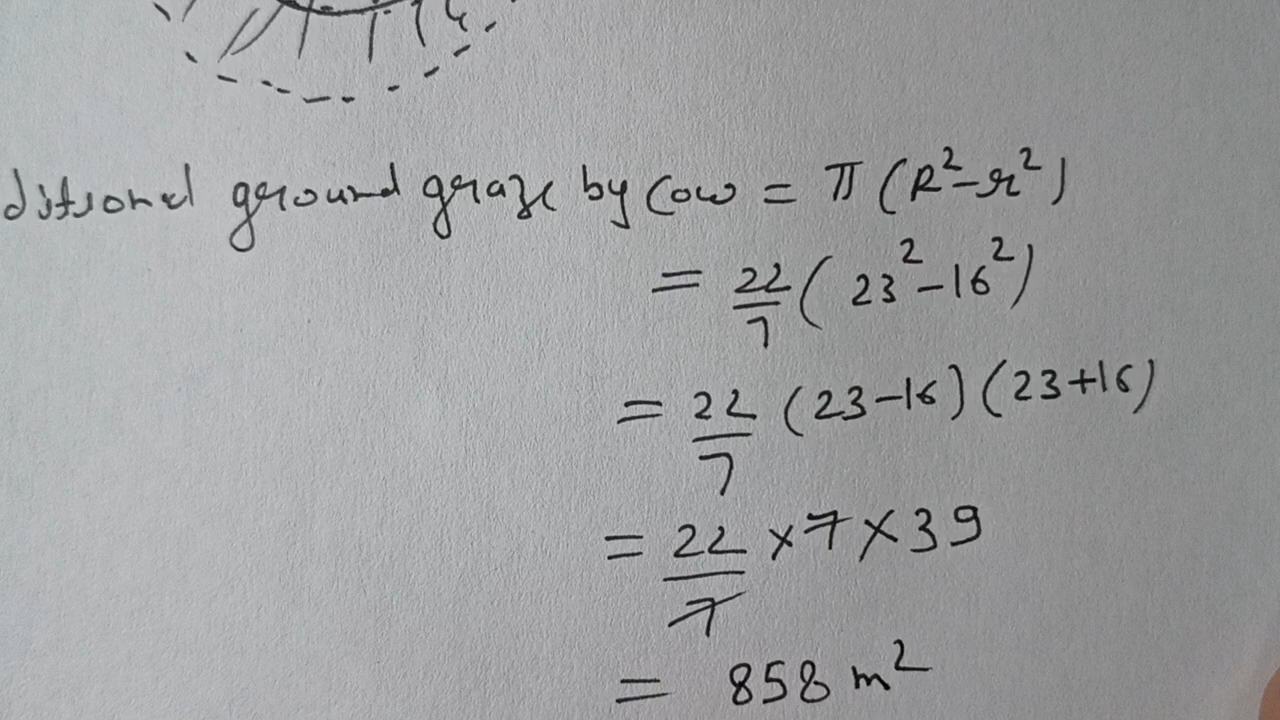 ditional ground graze by Cow = π (R²-r²)
= 22/7 ( 23² - 16² )
= 22/7 (23-16) (23+16)
= 22/7 × 7 × 39
= 858 m²